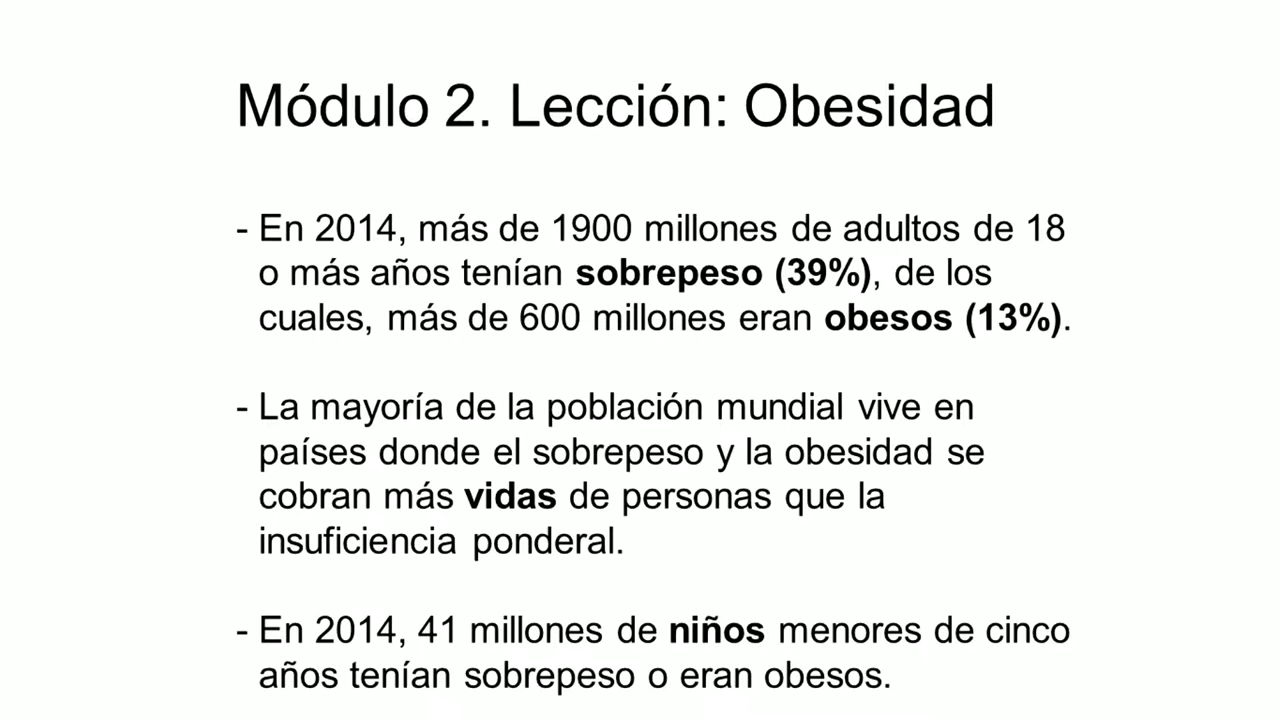 Módulo 2. Lección: Obesidad
- En 2014, más de 1900 millones de adultos de 18
o más años tenían sobrepeso (39%), de los
cuales, más de 600 millones eran obesos (13%).
- La mayoría de la población mundial vive en
países donde el sobrepeso y la obesidad se
cobran más vidas de personas que la
insuficiencia ponderal.
- En 2014, 41 millones de niños menores de cinco
años tenían sobrepeso o eran obesos.